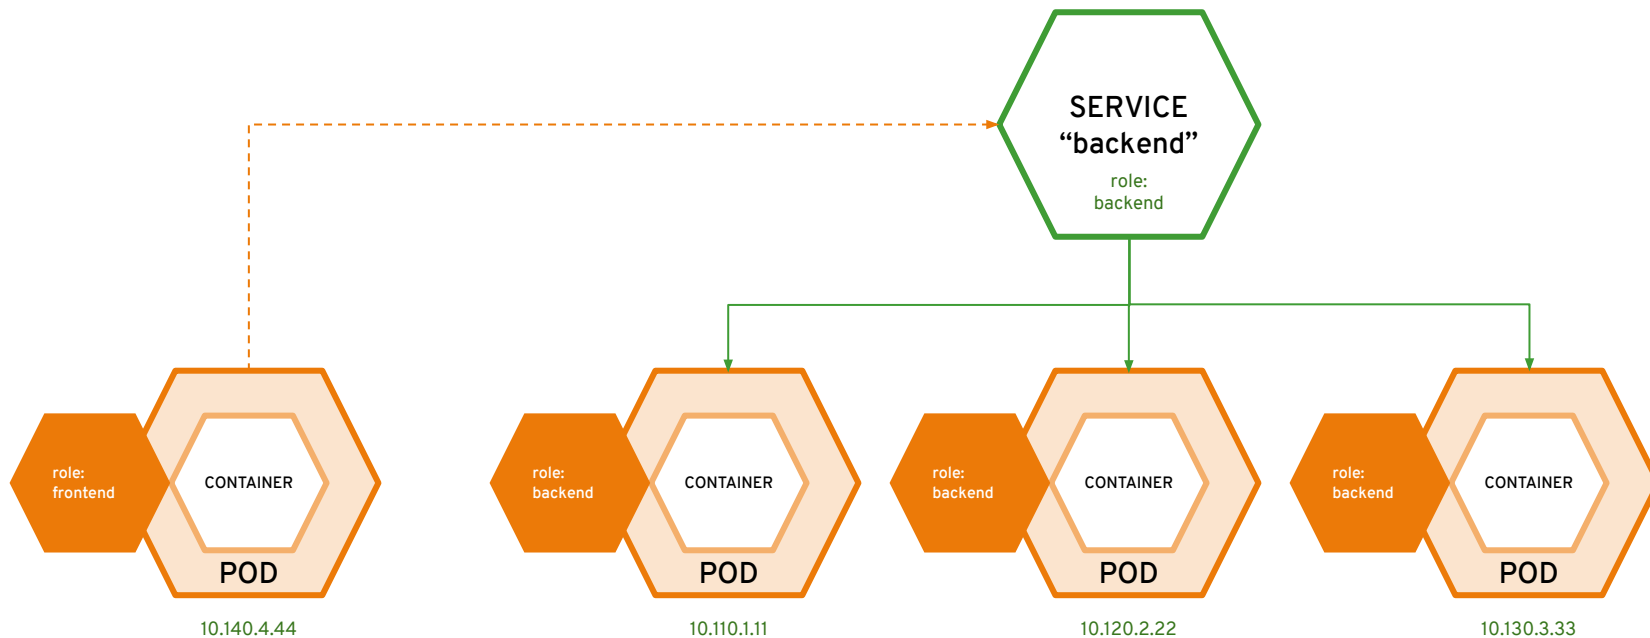 SERVICE
“backend”
role:
backend
role:
frontend
CONTAINER
POD
10.140.4.44
role:
backend
CONTAINER
POD
10.110.1.11
role:
backend
CONTAINER
POD
10.120.2.22
role:
backend
CONTAINER
POD
10.130.3.33